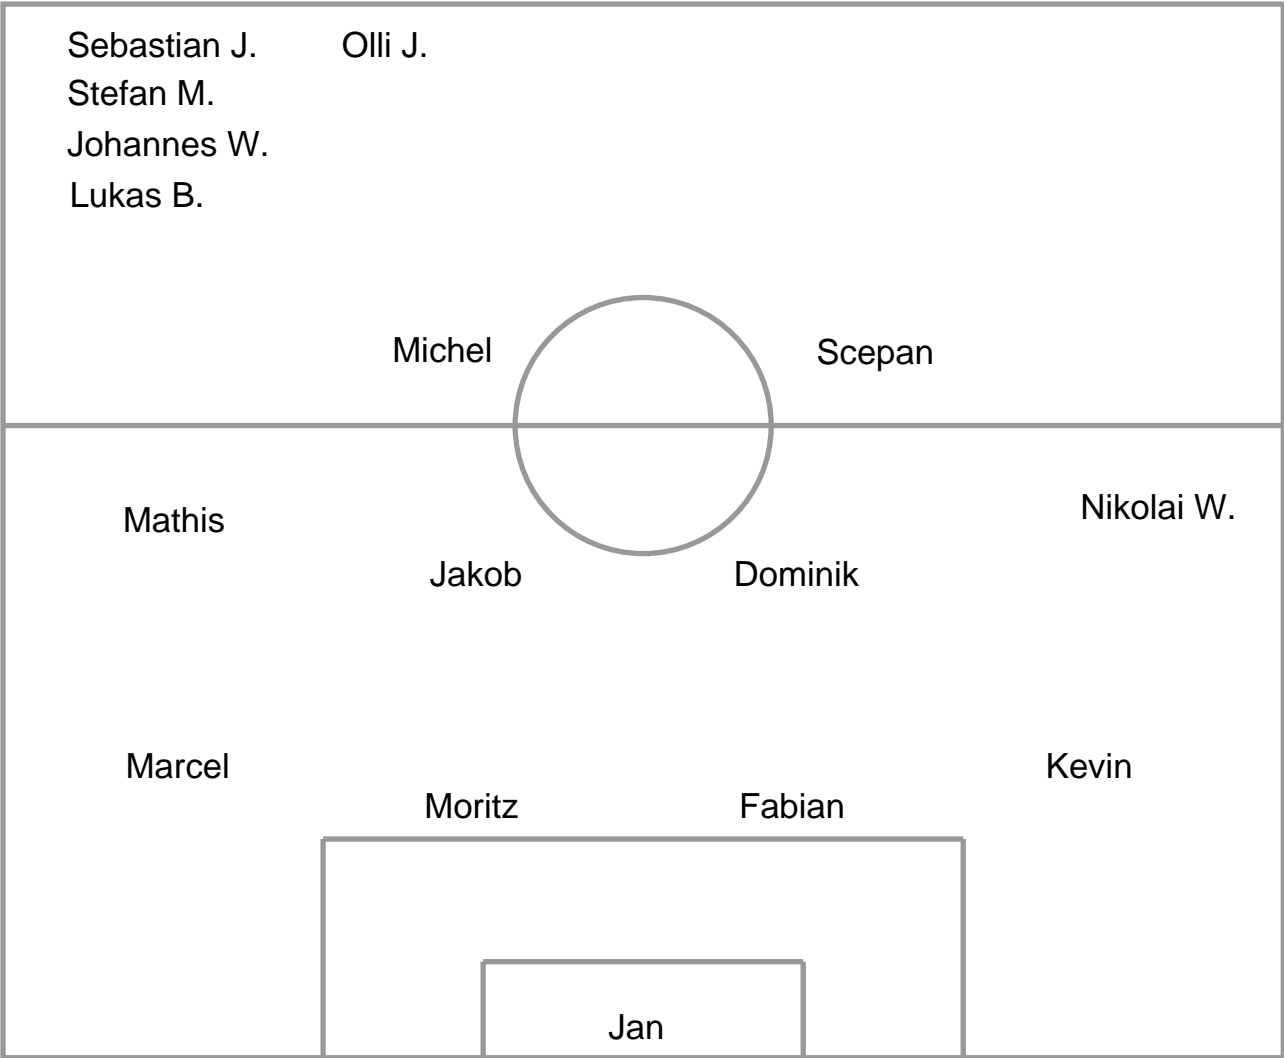 Sebastian J. Olli J.
Stefan M.
Johannes W.
Lukas B.
Michel Scepan
Mathis Nikolai W.
Jakob Dominik
Marcel Kevin
Moritz Fabian
Jan